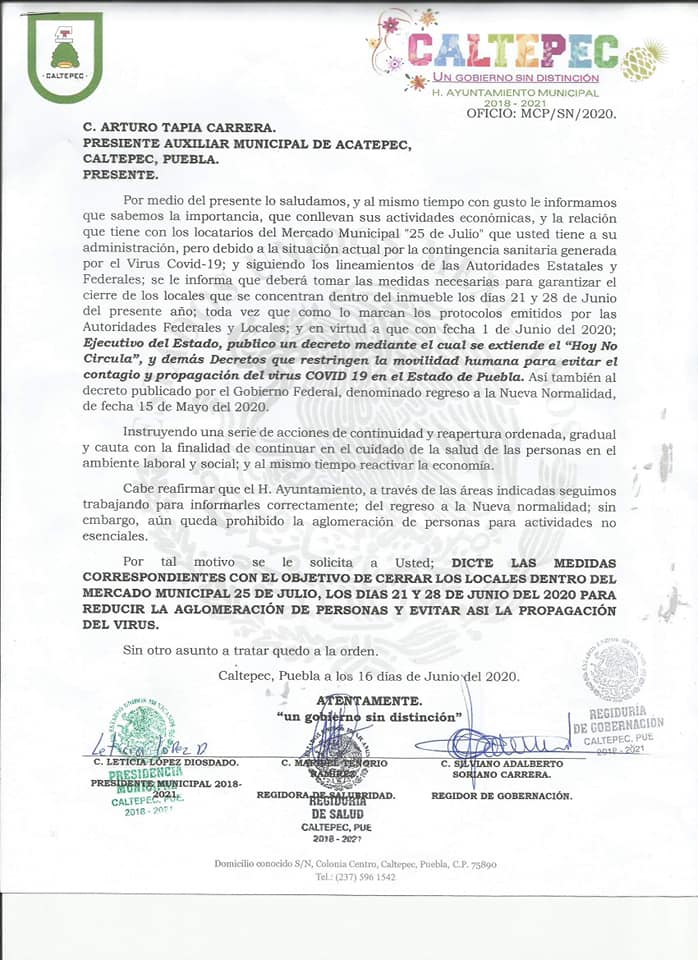 CALTEPEC
CALTEPEC
UN GOBIERNO SIN DISTINCIÓN
H. AYUNTAMIENTO MUNICIPAL
2018 - 2021
OFICIO: MCP/SN/2020.
C. ARTURO TAPIA CARRERA.
PRESIENTE AUXILIAR MUNICIPAL DE ACATEPEC,
CALTEPEC, PUEBLA.
PRESENTE.
Por medio del presente lo saludamos, y al mismo tiempo con gusto le informamos
que sabemos la importancia, que conllevan sus actividades económicas, y la relación
que tiene con los locatarios del Mercado Municipal "25 de Julio" que usted tiene a su
administración, pero debido a la situación actual por la contingencia sanitaria generada
por el Virus Covid-19; y siguiendo los lineamientos de las Autoridades Estatales y
Federales; se le informa que deberá tomar las medidas necesarias para garantizar el
cierre de los locales que se concentran dentro del inmueble los días 21 y 28 de Junio
del presente año; toda vez que como lo marcan los protocolos emitidos por las
Autoridades Federales y Locales; y en virtud a que con fecha 1 de Junio del 2020;
Ejecutivo del Estado, publico un decreto mediante el cual se extiende el "Hoy No
Circula", y demás Decretos que restringen la movilidad humana para evitar el
contagio y propagación del virus COVID 19 en el Estado de Puebla. Así también al
decreto publicado por el Gobierno Federal, denominado regreso a la Nueva Normalidad,
de fecha 15 de Mayo del 2020.
Instruyendo una serie de acciones de continuidad y reapertura ordenada, gradual
y cauta con la finalidad de continuar en el cuidado de la salud de las personas en el
ambiente laboral y social; y al mismo tiempo reactivar la economía.
Cabe reafirmar que el H. Ayuntamiento, a través de las áreas indicadas seguimos
trabajando para informarles correctamente; del regreso a la Nueva normalidad; sin
embargo, aún queda prohibido la aglomeración de personas para actividades no
esenciales.
Por tal motivo se le solicita a Usted; DICTE LAS MEDIDAS
CORRESPONDIENTES CON EL OBJETIVO DE CERRAR LOS LOCALES DENTRO DEL
MERCADO MUNICIPAL 25 DE JULIO, LOS DIAS 21 Y 28 DE JUNIO DEL 2020 PARA
REDUCIR LA AGLOMERACIÓN DE PERSONAS Y EVITAR ASI LA PROPAGACIÓN
DEL VIRUS.
Sin otro asunto a tratar quedo a la orden.
Caltepec, Puebla a los 16 días de Junio del 2020.
ATENTAMENTE.
"un gobierno sin distinción"
REGIDURIA
DE GOBERNACIÓN
CALTEPEC, PUE
2018 - 2021
Leticia López D
C. LETICIA LÓPEZ DIOSDADO.
PRESIDENCIA
MUNICIPAL
PRESIDENTE MUNICIPAL 2018-
2021.
CALTEPEC, PUE.
2018 - 2021
C. MARIBEL TENORIO
RAMIREZ.
REGIDORA DE SALUBRIDAD.
REGIDURIA
DE SALUD
CALTEPEC, PUE
2018 - 2021
C. SILVIANO ADALBERTO
SORIANO CARRERA.
REGIDOR DE GOBERNACIÓN.
Domicilio conocido S/N, Colonia Centro, Caltepec, Puebla, C.P. 75890
Tel.: (237) 596 1542